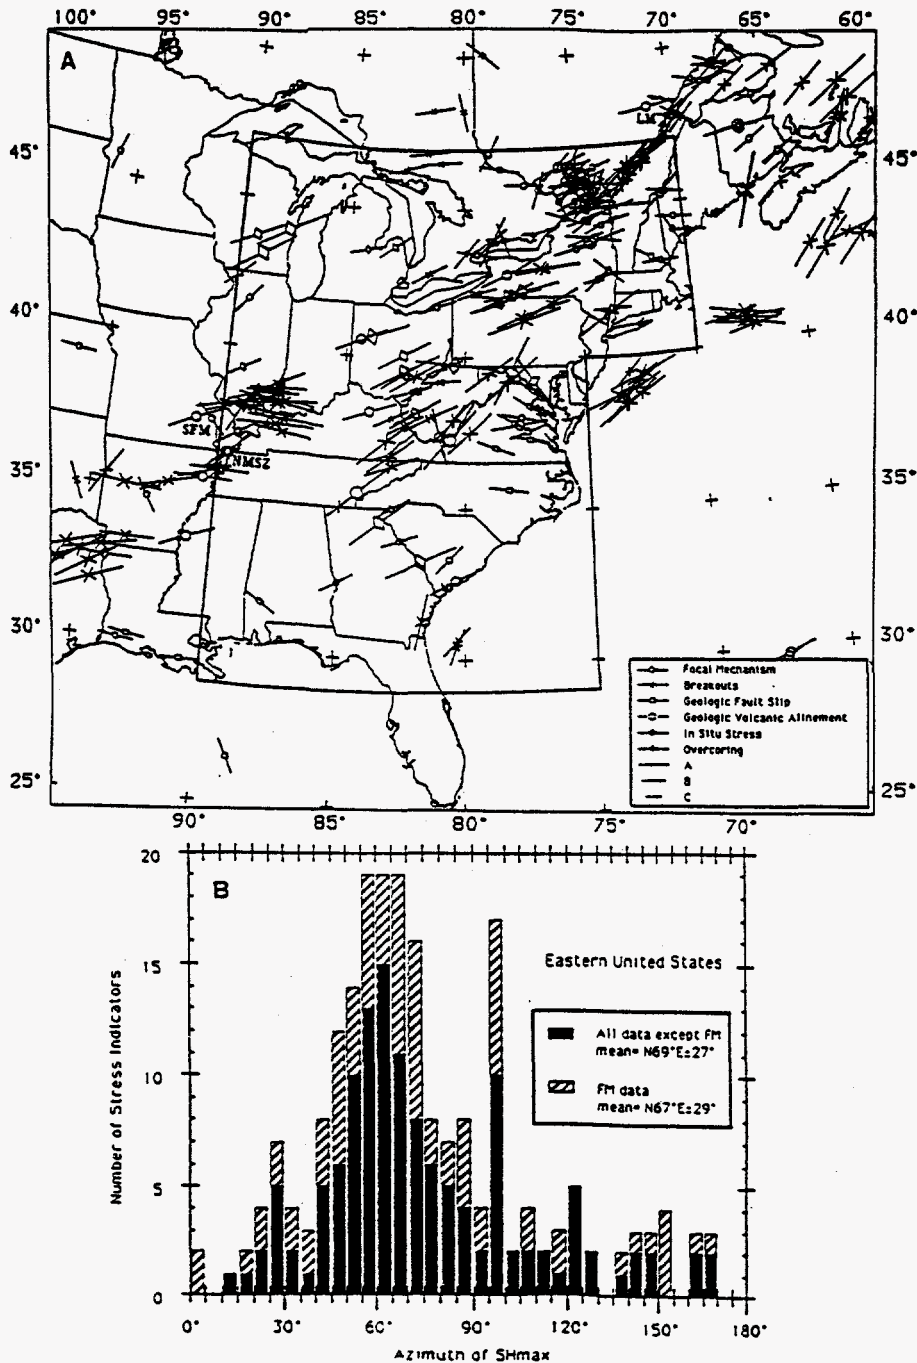 100° 95° 90° 85° 80° 75° 70° 65° 60°
A
LM
45° 45°
40° 40°
SFM
NMSZ
35° 35°
30° 30°
Focal Mechanism
Breakouts
Geologic Fault Slip
Geologic Volcanic Alinement
In Situ Stress
Overcoring
A
B
C
25° 25°
90° 85° 80° 75° 70°
20
B
15
Eastern United States
All data except FM
mean= N69°E±27°
10
FM data
mean= N67°E±29°
Number of Stress Indicators
5
0
0° 30° 60° 90° 120° 150° 180°
Azimuth of SHmax